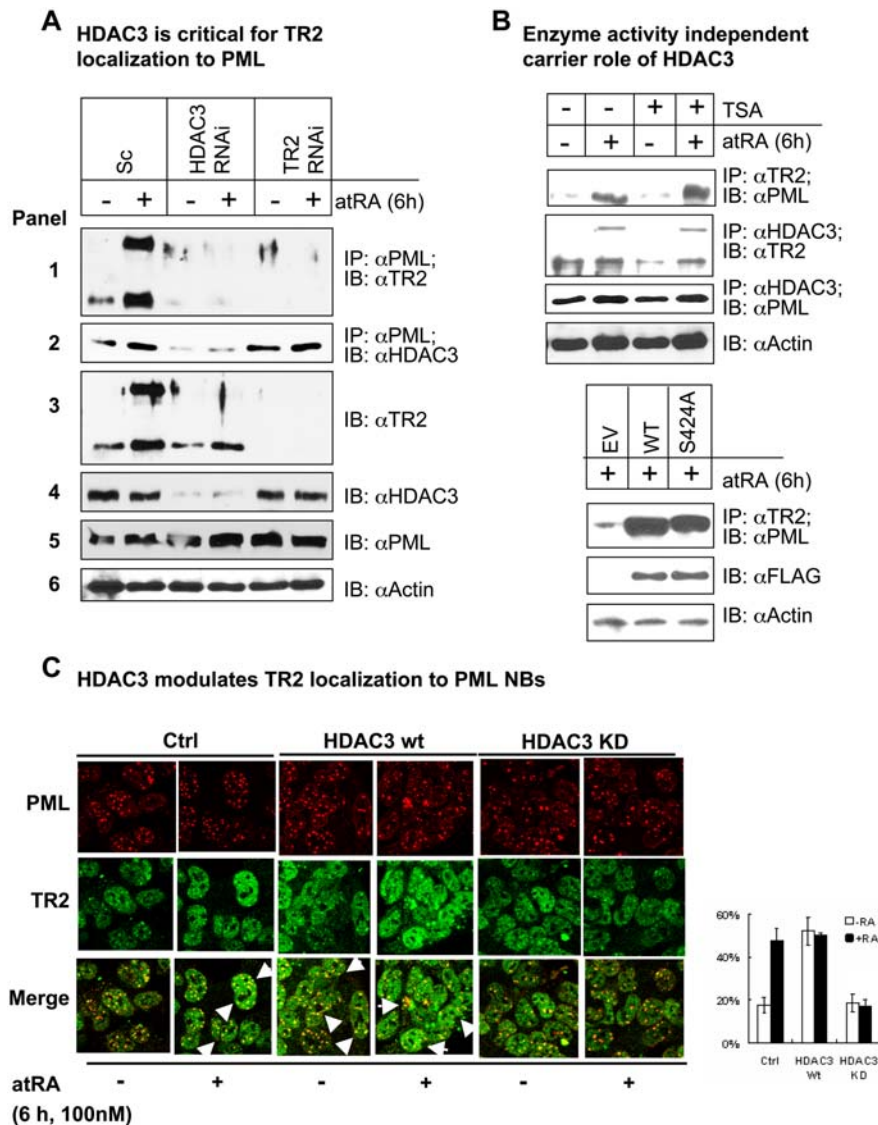 A HDAC3 is critical for TR2
localization to PML
Sc
HDAC3
RNAi
TR2
RNAi
- + - + - + atRA (6h)
Panel
1 IP: αPML;
IB: αTR2
2 IP: αPML;
IB: αHDAC3
3 IB: αTR2
4 IB: αHDAC3
5 IB: αPML
6 IB: αActin
B Enzyme activity independent
carrier role of HDAC3
- - + + TSA
- + - + atRA (6h)
IP: αTR2;
IB: αPML
IP: αHDAC3;
IB: αTR2
IP: αHDAC3;
IB: αPML
IB: αActin
EV
WT
S424A
+ + + atRA (6h)
IP: αTR2;
IB: αPML
IB: αFLAG
IB: αActin
C HDAC3 modulates TR2 localization to PML NBs
Ctrl HDAC3 wt HDAC3 KD
PML
TR2
Merge
atRA - + - + - +
(6 h, 100nM)
60%
40%
20%
0%
-RA
+RA
Ctrl HDAC3 Wt HDAC3 KD